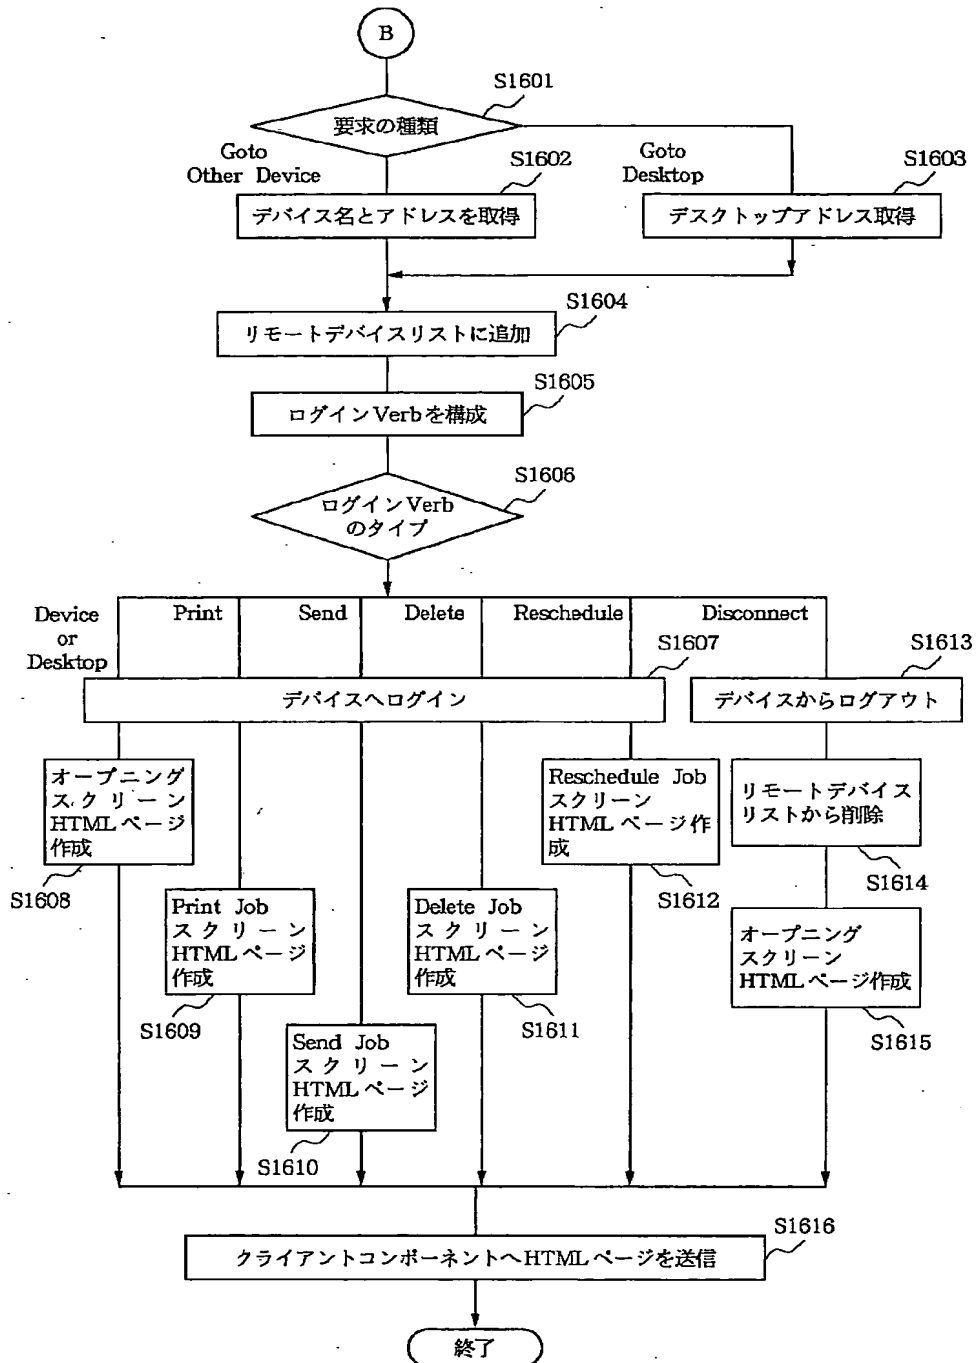 B
S1601
要求の種類
Goto
Other Device
S1602
Goto
Desktop
S1603
デバイス名とアドレスを取得
デスクトップアドレス取得
S1604
リモートデバイスリストに追加
S1605
ログインVerbを構成
S1606
ログインVerb
のタイプ
Device
or
Desktop
Print
Send
Delete
Reschedule
Disconnect
S1607
S1613
デバイスへログイン
デバイスからログアウト
オープニング
スクリーン
HTMLページ
作成
S1608
Reschedule Job
スクリーン
HTMLページ作
成
S1612
リモートデバイス
リストから削除
S1614
Print Job
スクリーン
HTMLページ
作成
S1609
Delete Job
スクリーン
HTMLページ
作成
S1611
オープニング
スクリーン
HTMLページ作成
S1615
Send Job
スクリーン
HTMLページ
作成
S1610
S1616
クライアントコンポーネントへHTMLページを送信
終了